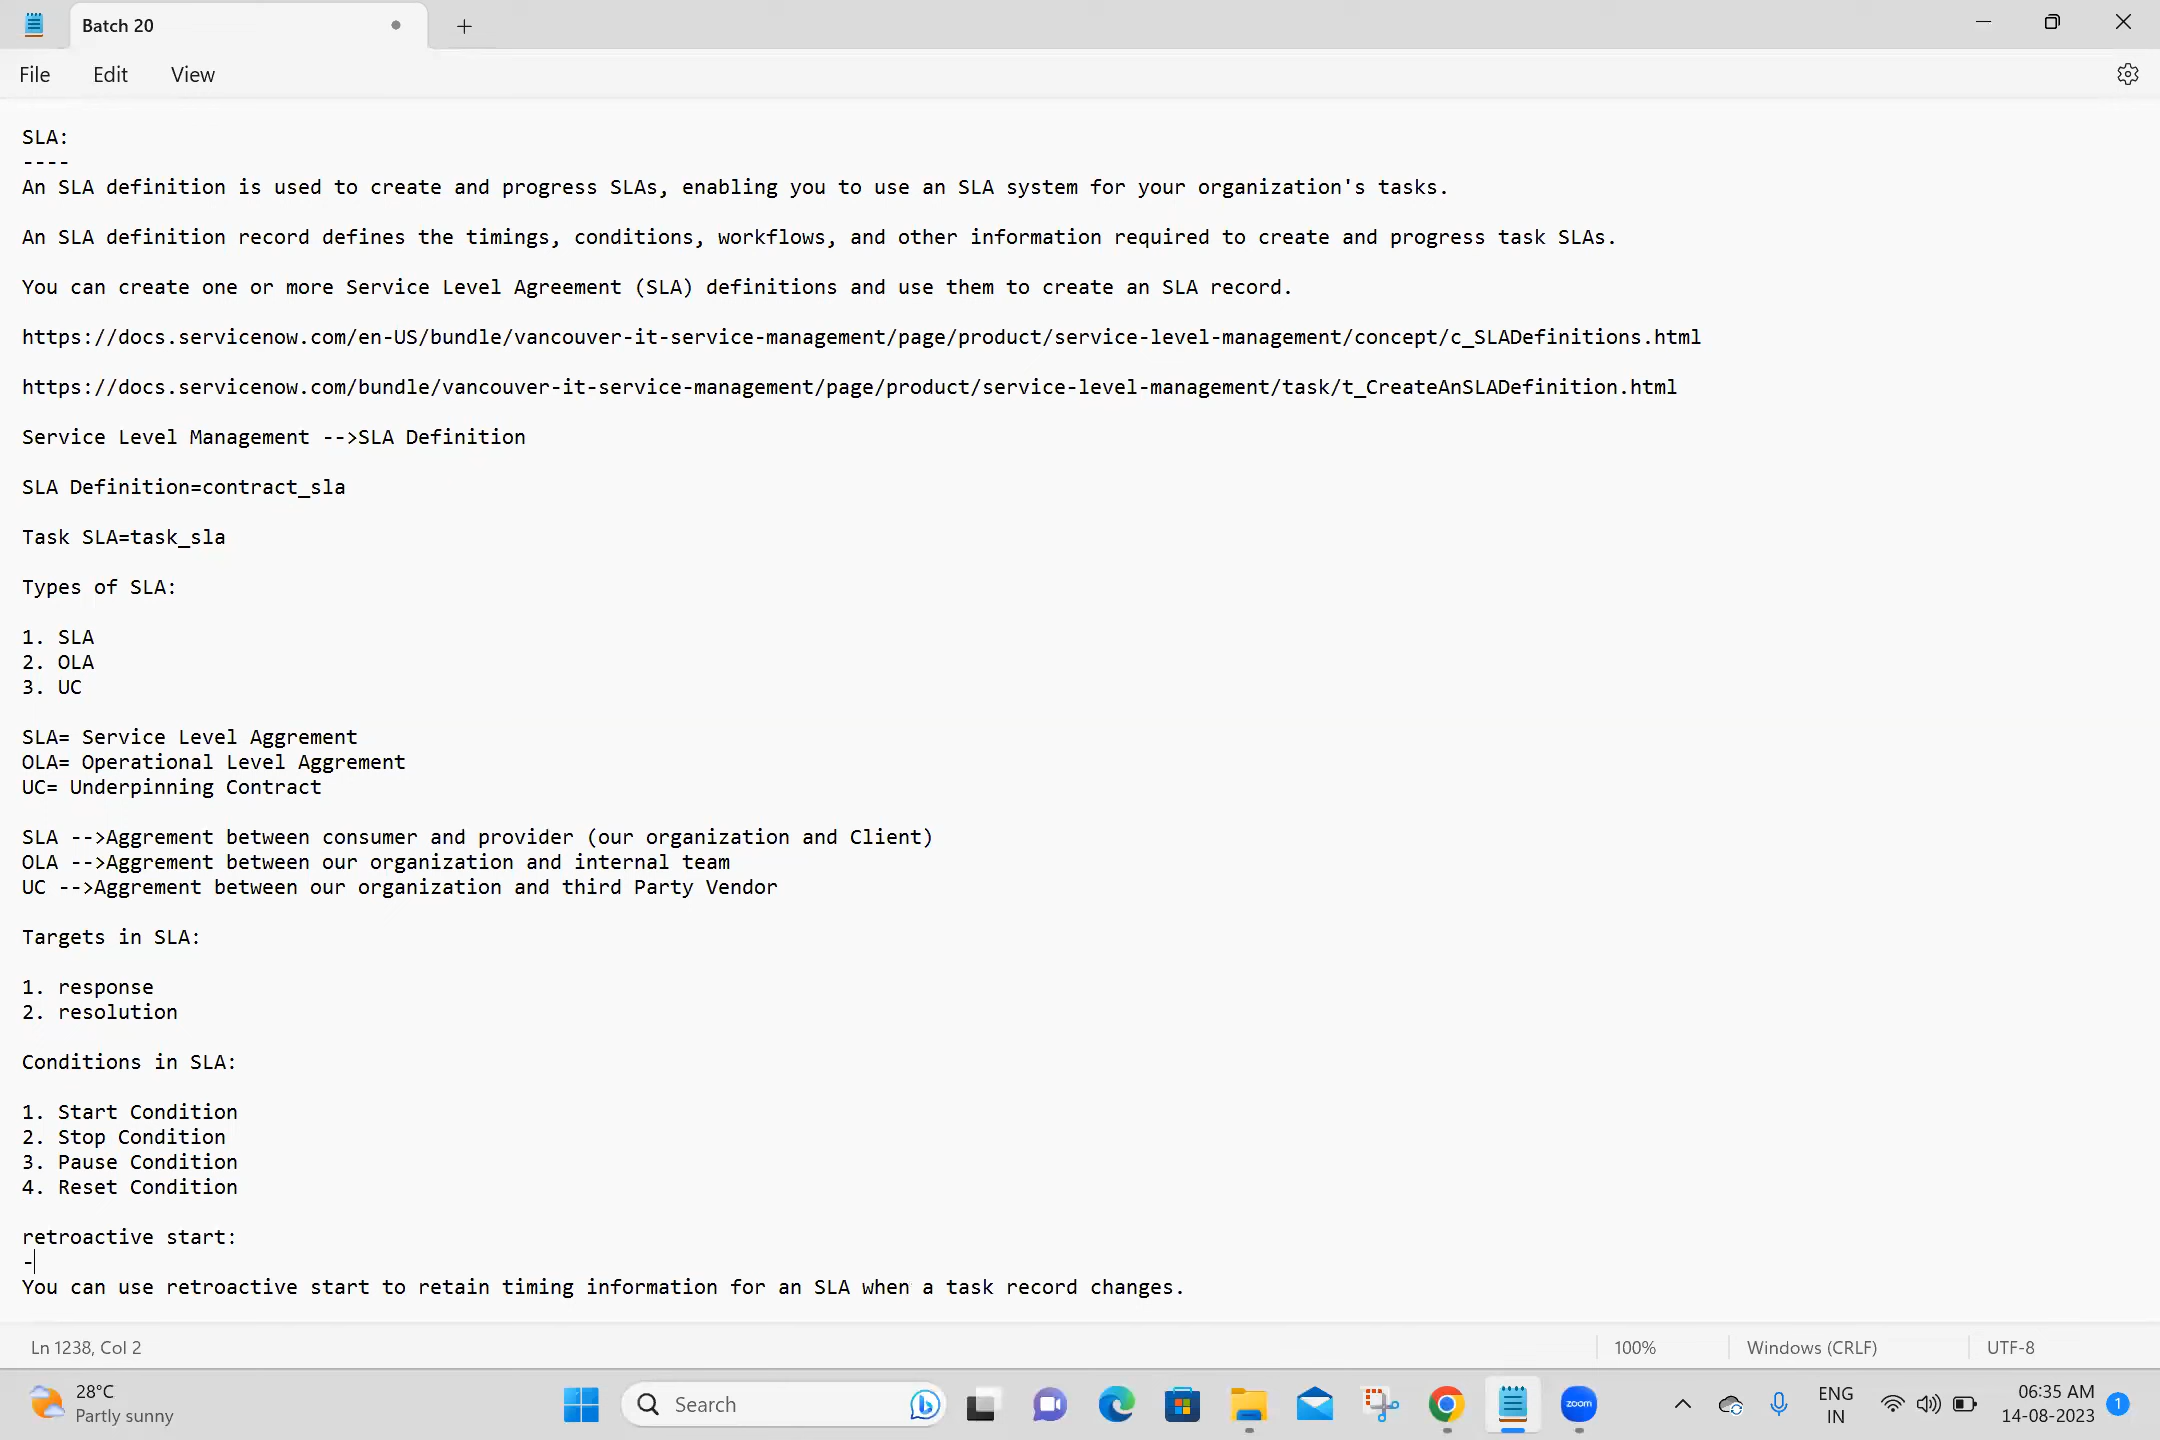 Batch 20
File Edit View
SLA:
----
An SLA definition is used to create and progress SLAs, enabling you to use an SLA system for your organization's tasks.
An SLA definition record defines the timings, conditions, workflows, and other information required to create and progress task SLAs.
You can create one or more Service Level Agreement (SLA) definitions and use them to create an SLA record.
https://docs.servicenow.com/en-US/bundle/vancouver-it-service-management/page/product/service-level-management/concept/c_SLADefinitions.html
https://docs.servicenow.com/bundle/vancouver-it-service-management/page/product/service-level-management/task/t_CreateAnSLADefinition.html
Service Level Management -->SLA Definition
SLA Definition=contract_sla
Task SLA=task_sla
Types of SLA:
1. SLA
2. OLA
3. UC
SLA= Service Level Aggrement
OLA= Operational Level Aggrement
UC= Underpinning Contract
SLA -->Aggrement between consumer and provider (our organization and Client)
OLA -->Aggrement between our organization and internal team
UC -->Aggrement between our organization and third Party Vendor
Targets in SLA:
1. response
2. resolution
Conditions in SLA:
1. Start Condition
2. Stop Condition
3. Pause Condition
4. Reset Condition
retroactive start:
-
You can use retroactive start to retain timing information for an SLA when a task record changes.
Ln 1238, Col 2 100% Windows (CRLF) UTF-8
28°C
Partly sunny
Search
zoom
ENG
IN
06:35 AM
14-08-2023
1